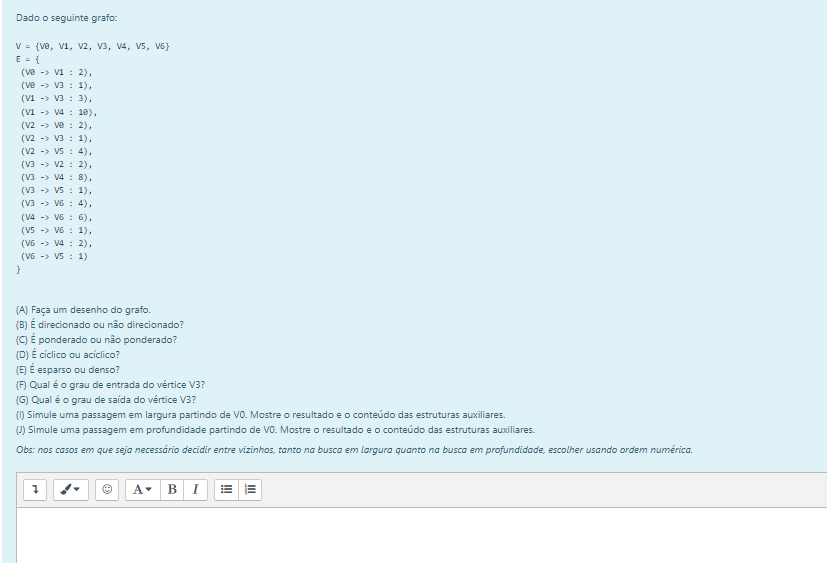 Dado o seguinte grafo:
V = {V0, V1, V2, V3, V4, V5, V6}
E = {
(V0 -> V1 : 2),
(V0 -> V3 : 1),
(V1 -> V3 : 3),
(V1 -> V4 : 10),
(V2 -> V0 : 2),
(V2 -> V3 : 1),
(V2 -> V5 : 4),
(V3 -> V2 : 2),
(V3 -> V4 : 8),
(V3 -> V5 : 1),
(V3 -> V6 : 4),
(V4 -> V6 : 6),
(V5 -> V6 : 1),
(V6 -> V4 : 2),
(V6 -> V5 : 1)
}
(A) Faça um desenho do grafo.
(B) É direcionado ou não direcionado?
(C) É ponderado ou não ponderado?
(D) É cíclico ou acíclico?
(E) É esparso ou denso?
(F) Qual é o grau de entrada do vértice V3?
(G) Qual é o grau de saída do vértice V3?
(I) Simule uma passagem em largura partindo de V0. Mostre o resultado e o conteúdo das estruturas auxiliares.
(J) Simule uma passagem em profundidade partindo de V0. Mostre o resultado e o conteúdo das estruturas auxiliares.
Obs: nos casos em que seja necessário decidir entre vizinhos, tanto na busca em largura quanto na busca em profundidade, escolher usando ordem numérica.
A B I